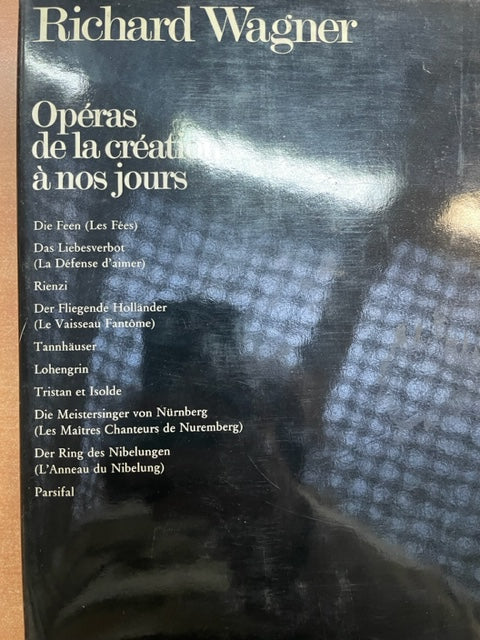 Richard Wagner
Opéras
de la création
à nos jours
Die Feen (Les Fées)
Das Liebesverbot
(La Défense d'aimer)
Rienzi
Der Fliegende Holländer
(Le Vaisseau Fantôme)
Tannhäuser
Lohengrin
Tristan et Isolde
Die Meistersinger von Nürnberg
(Les Maîtres Chanteurs de Nuremberg)
Der Ring des Nibelungen
(L'Anneau du Nibelung)
Parsifal